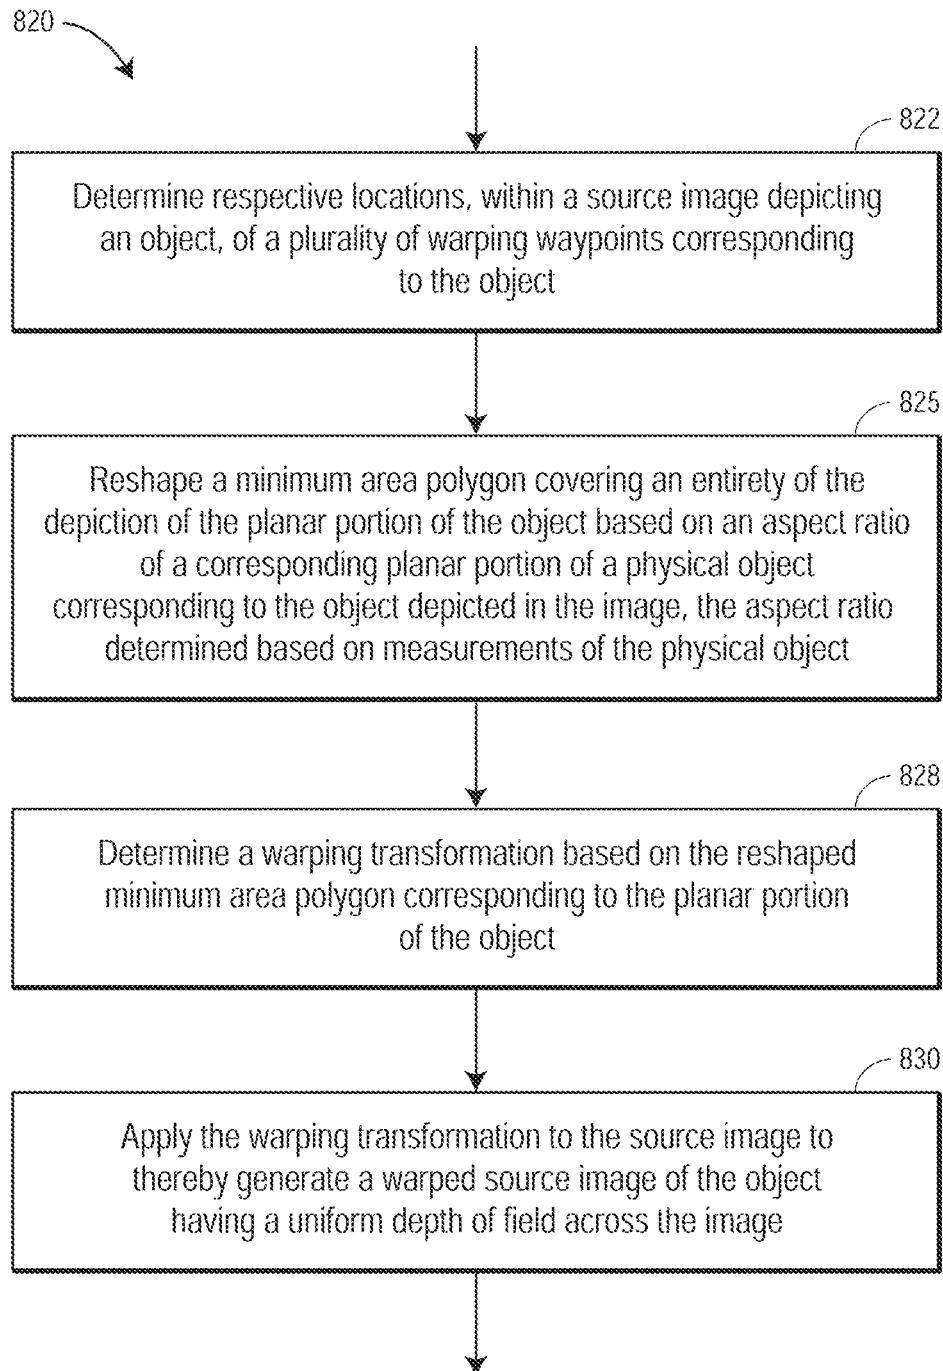 820
822
Determine respective locations, within a source image depicting
an object, of a plurality of warping waypoints corresponding
to the object
825
Reshape a minimum area polygon covering an entirety of the
depiction of the planar portion of the object based on an aspect ratio
of a corresponding planar portion of a physical object
corresponding to the object depicted in the image, the aspect ratio
determined based on measurements of the physical object
828
Determine a warping transformation based on the reshaped
minimum area polygon corresponding to the planar portion
of the object
830
Apply the warping transformation to the source image to
thereby generate a warped source image of the object
having a uniform depth of field across the image